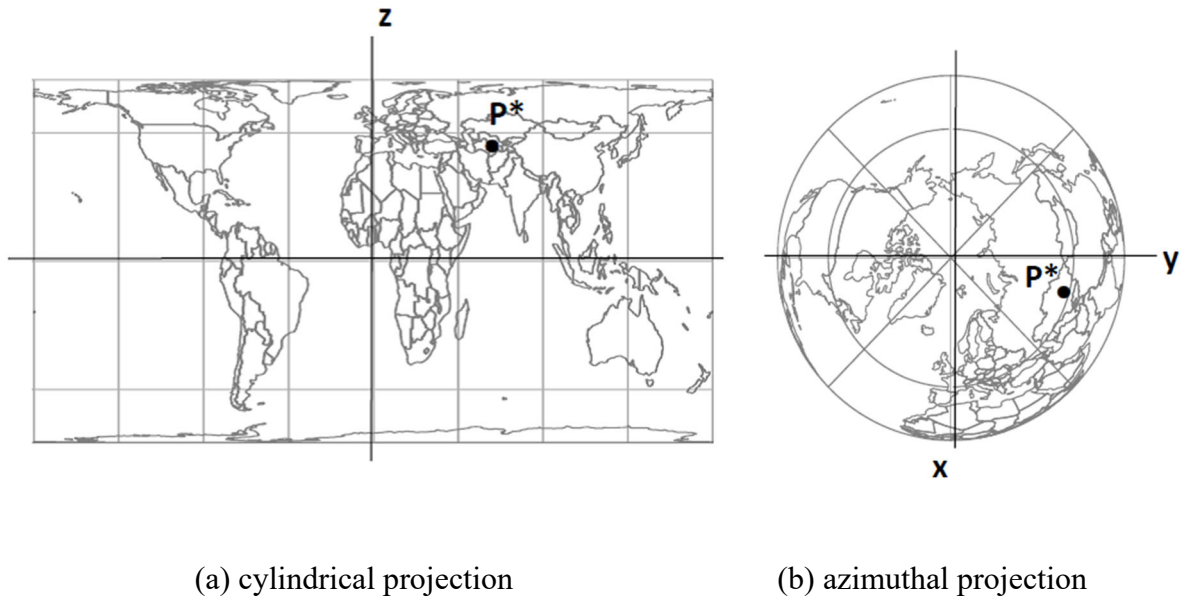 z
P*
y
P*
x
(a) cylindrical projection
(b) azimuthal projection